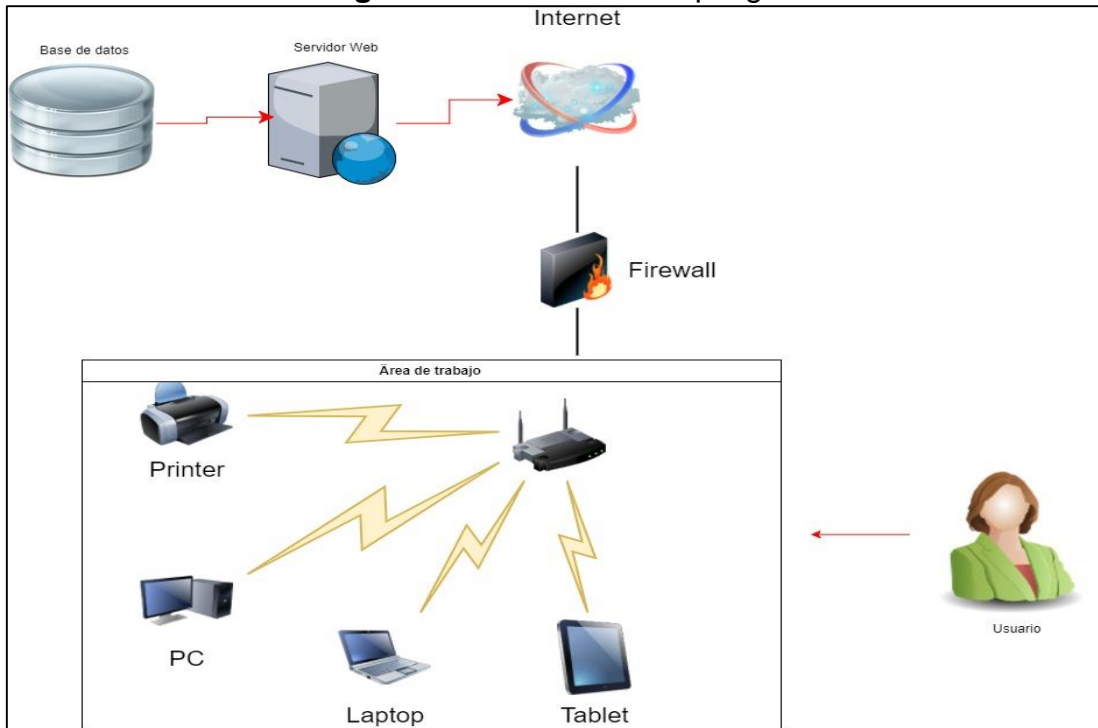 Internet
Base de datos
Servidor Web
Firewall
Área de trabajo
Printer
PC
Laptop
Tablet
Usuario